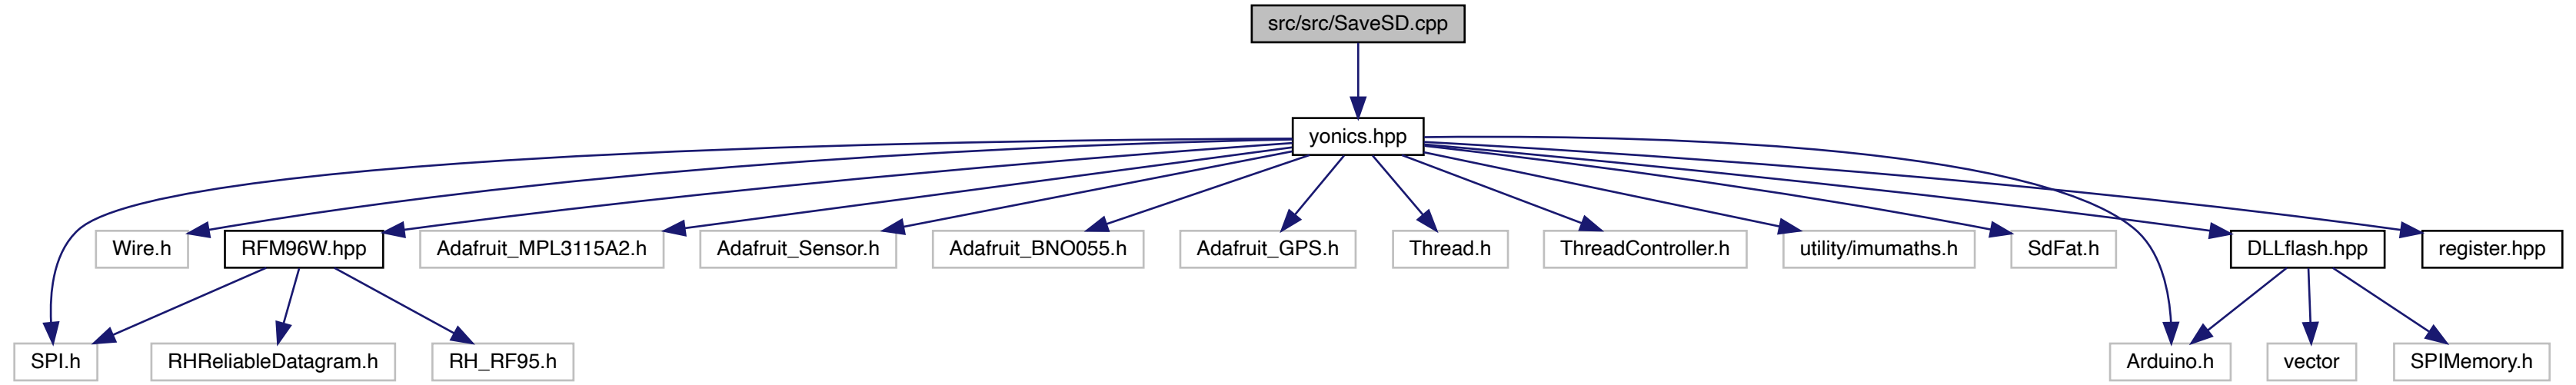 src/src/SaveSD.cpp
yonics.hpp
Wire.h
RFM96W.hpp
Adafruit_MPL3115A2.h
Adafruit_Sensor.h
Adafruit_BNO055.h
Adafruit_GPS.h
Thread.h
ThreadController.h
utility/imumaths.h
SdFat.h
DLLflash.hpp
register.hpp
SPI.h
RHReliableDatagram.h
RH_RF95.h
Arduino.h
vector
SPIMemory.h